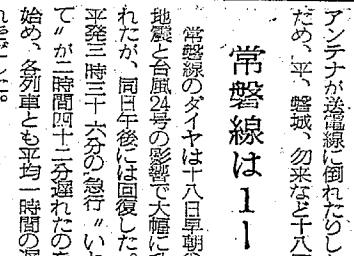 アンテナが送電線に倒れたりし
ため、平、磐城、勿来など十八
常磐線は1
常磐線のダイヤは十八日早朝
地震と台風24号の影響で大幅に
れたが、同日午後には回復した。
平発三時三十六分の急行〃い
て〃が二時間四十二分遅れたの
始め、各列車とも平均一時間の